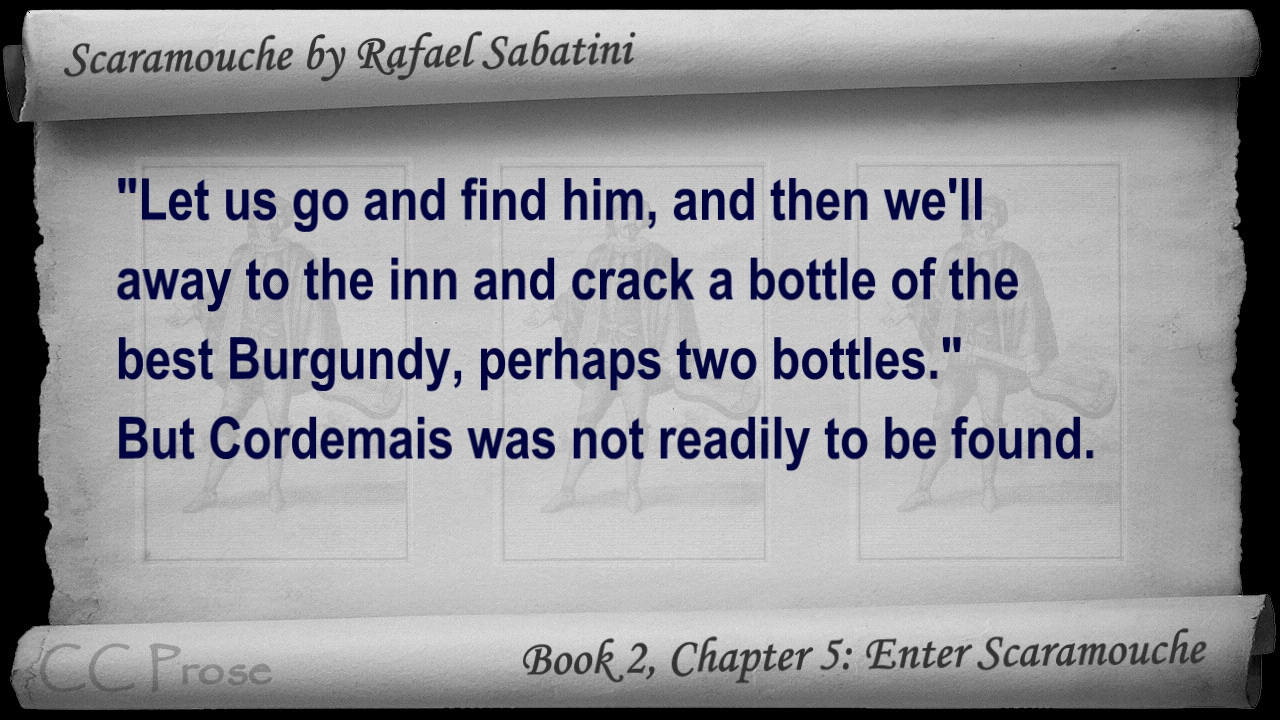 Scaramouche by Rafael Sabatini
"Let us go and find him, and then we'll
away to the inn and crack a bottle of the
best Burgundy, perhaps two bottles."
But Cordemais was not readily to be found.
CC Prose
Book 2, Chapter 5: Enter Scaramouche